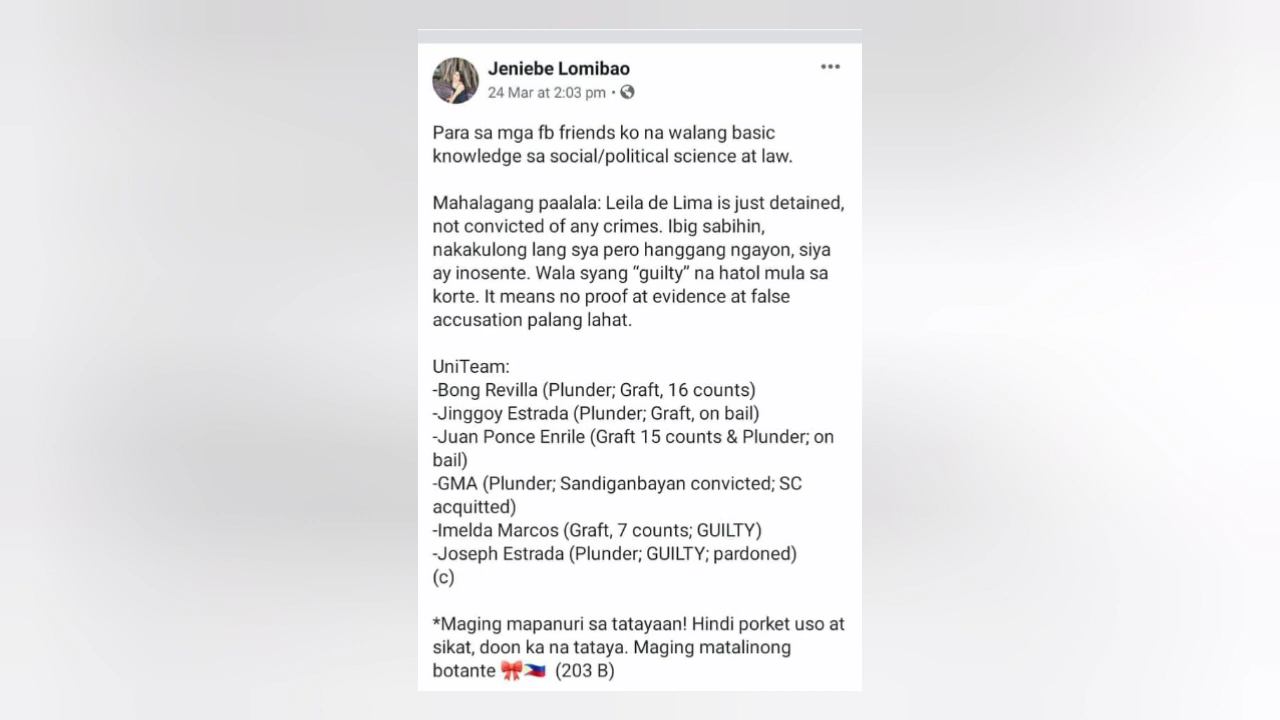 Jeniebe Lomibao
24 Mar at 2:03 pm ·
Para sa mga fb friends ko na walang basic
knowledge sa social/political science at law.
Mahalagang paalala: Leila de Lima is just detained,
not convicted of any crimes. Ibig sabihin,
nakakulong lang sya pero hanggang ngayon, siya
ay inosente. Wala syang “guilty” na hatol mula sa
korte. It means no proof at evidence at false
accusation palang lahat.
UniTeam:
-Bong Revilla (Plunder; Graft, 16 counts)
-Jinggoy Estrada (Plunder; Graft, on bail)
-Juan Ponce Enrile (Graft 15 counts & Plunder; on
bail)
-GMA (Plunder; Sandiganbayan convicted; SC
acquitted)
-Imelda Marcos (Graft, 7 counts; GUILTY)
-Joseph Estrada (Plunder; GUILTY; pardoned)
(c)
*Maging mapanuri sa tatayaan! Hindi porket uso at
sikat, doon ka na tataya. Maging matalinong
botante 🎀🇵🇭 (203 B)